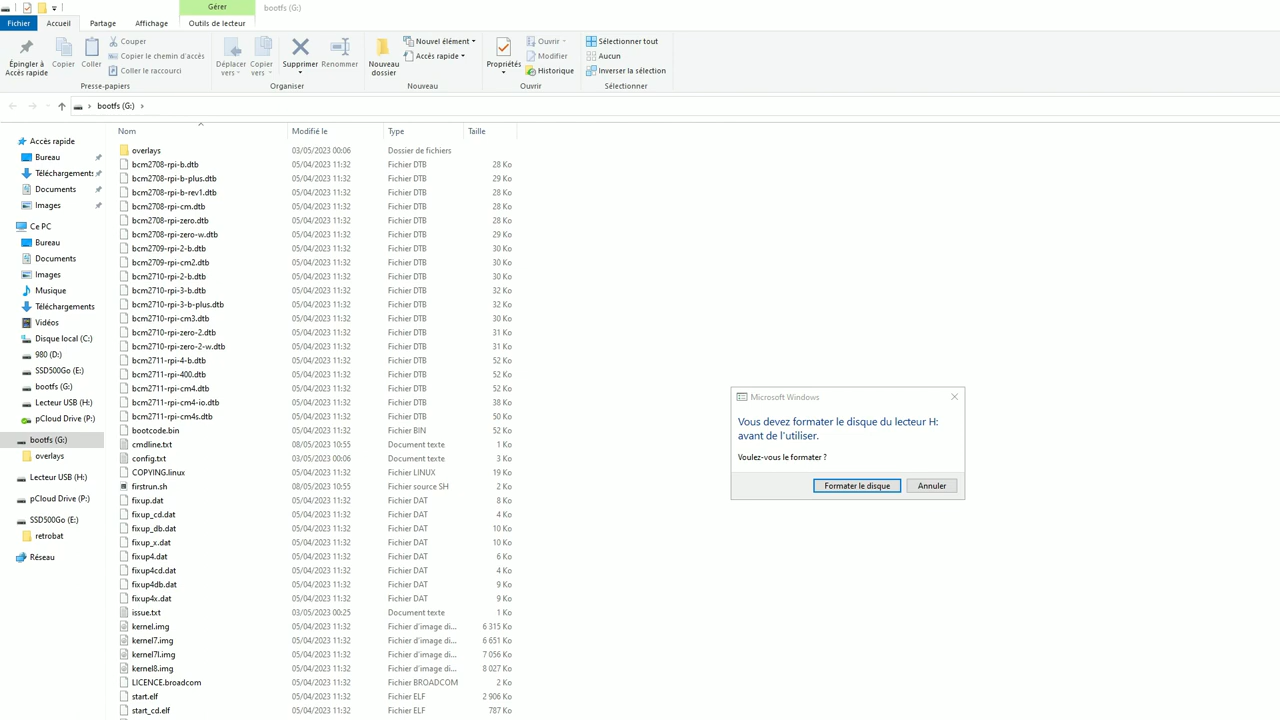 Gérer
bootfs (G:)
Fichier
Accueil
Partage
Affichage
Outils de lecteur
Épingler à
Accès rapide
Copier
Coller
Couper
Copier le chemin d'accès
Coller le raccourci
Presse-papiers
Déplacer
vers
Copier
vers
Supprimer
Renommer
Organiser
Nouveau
dossier
Nouvel élément
Accès rapide
Nouveau
Propriétés
Ouvrir
Modifier
Historique
Ouvrir
Sélectionner tout
Aucun
Inverser la sélection
Sélectionner
bootfs (G:)
Accès rapide
Bureau
Téléchargements
Documents
Images
Ce PC
Bureau
Documents
Images
Musique
Téléchargements
Vidéos
Disque local (C:)
980 (D:)
SSD500Go (E:)
bootfs (G:)
Lecteur USB (H:)
pCloud Drive (P:)
bootfs (G:)
overlays
Lecteur USB (H:)
pCloud Drive (P:)
SSD500Go (E:)
retrobat
Réseau
Nom Modifié le Type Taille
overlays 03/05/2023 00:06 Dossier de fichiers
bcm2708-rpi-b.dtb 05/04/2023 11:32 Fichier DTB 28 Ko
bcm2708-rpi-b-plus.dtb 05/04/2023 11:32 Fichier DTB 29 Ko
bcm2708-rpi-b-rev1.dtb 05/04/2023 11:32 Fichier DTB 28 Ko
bcm2708-rpi-cm.dtb 05/04/2023 11:32 Fichier DTB 28 Ko
bcm2708-rpi-zero.dtb 05/04/2023 11:32 Fichier DTB 28 Ko
bcm2708-rpi-zero-w.dtb 05/04/2023 11:32 Fichier DTB 29 Ko
bcm2709-rpi-2-b.dtb 05/04/2023 11:32 Fichier DTB 30 Ko
bcm2709-rpi-cm2.dtb 05/04/2023 11:32 Fichier DTB 30 Ko
bcm2710-rpi-2-b.dtb 05/04/2023 11:32 Fichier DTB 30 Ko
bcm2710-rpi-3-b.dtb 05/04/2023 11:32 Fichier DTB 32 Ko
bcm2710-rpi-3-b-plus.dtb 05/04/2023 11:32 Fichier DTB 32 Ko
bcm2710-rpi-cm3.dtb 05/04/2023 11:32 Fichier DTB 30 Ko
bcm2710-rpi-zero-2.dtb 05/04/2023 11:32 Fichier DTB 31 Ko
bcm2710-rpi-zero-2-w.dtb 05/04/2023 11:32 Fichier DTB 31 Ko
bcm2711-rpi-4-b.dtb 05/04/2023 11:32 Fichier DTB 52 Ko
bcm2711-rpi-400.dtb 05/04/2023 11:32 Fichier DTB 52 Ko
bcm2711-rpi-cm4.dtb 05/04/2023 11:32 Fichier DTB 52 Ko
bcm2711-rpi-cm4-io.dtb 05/04/2023 11:32 Fichier DTB 38 Ko
bcm2711-rpi-cm4s.dtb 05/04/2023 11:32 Fichier DTB 50 Ko
bootcode.bin 05/04/2023 11:32 Fichier BIN 52 Ko
cmdline.txt 08/05/2023 10:55 Document texte 1 Ko
config.txt 03/05/2023 00:06 Document texte 3 Ko
COPYING.linux 05/04/2023 11:32 Fichier LINUX 19 Ko
firstrun.sh 08/05/2023 10:55 Fichier source SH 2 Ko
fixup.dat 05/04/2023 11:32 Fichier DAT 8 Ko
fixup_cd.dat 05/04/2023 11:32 Fichier DAT 4 Ko
fixup_db.dat 05/04/2023 11:32 Fichier DAT 10 Ko
fixup_x.dat 05/04/2023 11:32 Fichier DAT 10 Ko
fixup4.dat 05/04/2023 11:32 Fichier DAT 6 Ko
fixup4cd.dat 05/04/2023 11:32 Fichier DAT 4 Ko
fixup4db.dat 05/04/2023 11:32 Fichier DAT 9 Ko
fixup4x.dat 05/04/2023 11:32 Fichier DAT 9 Ko
issue.txt 03/05/2023 00:25 Document texte 1 Ko
kernel.img 05/04/2023 11:32 Fichier d'image di... 6 315 Ko
kernel7.img 05/04/2023 11:32 Fichier d'image di... 6 651 Ko
kernel7l.img 05/04/2023 11:32 Fichier d'image di... 7 056 Ko
kernel8.img 05/04/2023 11:32 Fichier d'image di... 8 027 Ko
LICENCE.broadcom 05/04/2023 11:32 Fichier BROADCOM 2 Ko
start.elf 05/04/2023 11:32 Fichier ELF 2 906 Ko
start_cd.elf 05/04/2023 11:32 Fichier ELF 787 Ko
Microsoft Windows
Vous devez formater le disque du lecteur H:
avant de l'utiliser.
Voulez-vous le formater ?
Formater le disque
Annuler